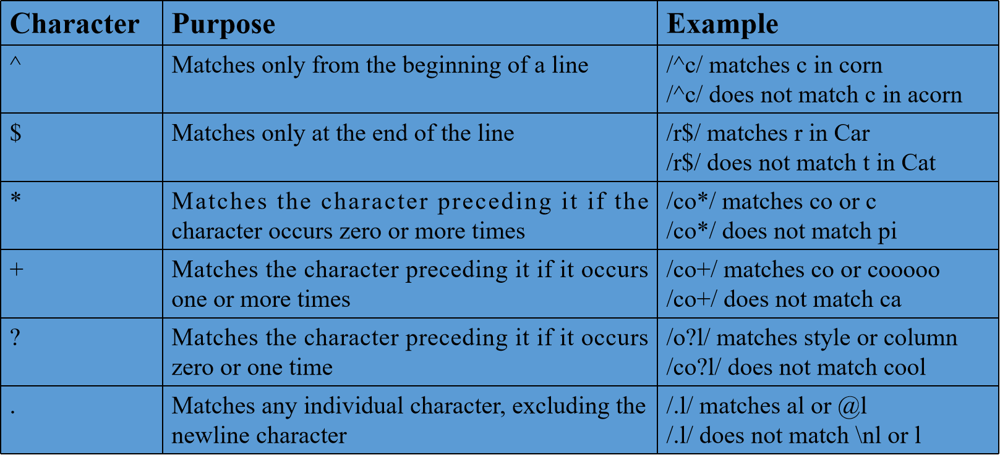 Character Purpose Example
^ Matches only from the beginning of a line /^c/ matches c in corn
/^c/ does not match c in acorn
$ Matches only at the end of the line /r$/ matches r in Car
/r$/ does not match t in Cat
* Matches the character preceding it if the /co*/ matches co or c
character occurs zero or more times /co*/ does not match pi
+ Matches the character preceding it if it occurs /co+/ matches co or cooooo
one or more times /co+/ does not match ca
? Matches the character preceding it if it occurs /o?l/ matches style or column
zero or one time /co?l/ does not match cool
. Matches any individual character, excluding the /.l/ matches al or @l
newline character /.l/ does not match \nl or l